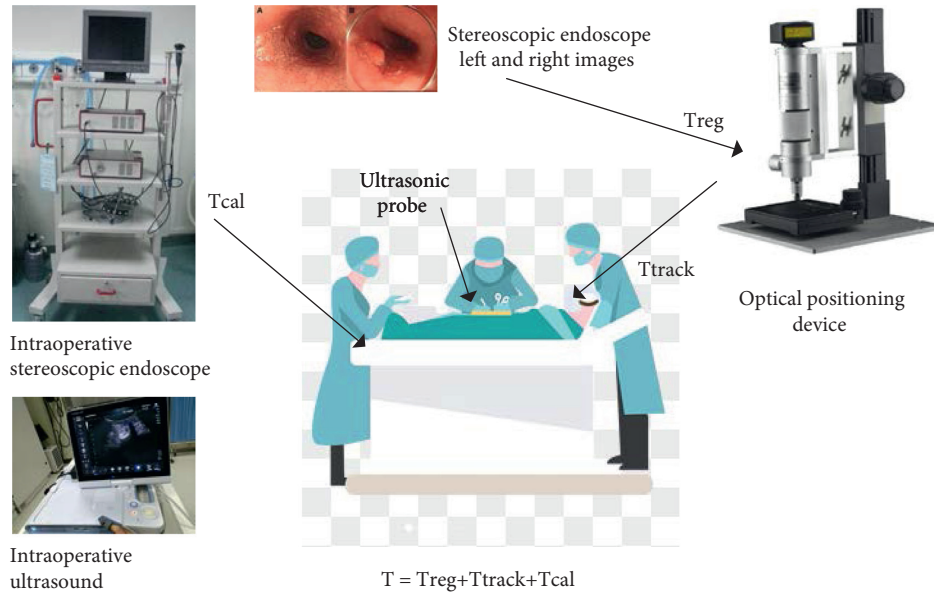 A
B
Stereoscopic endoscope
left and right images
Treg
Tcal
Ultrasonic
probe
Ttrack
Optical positioning
device
Intraoperative
stereoscopic endoscope
Intraoperative
ultrasound
T = Treg+Ttrack+Tcal